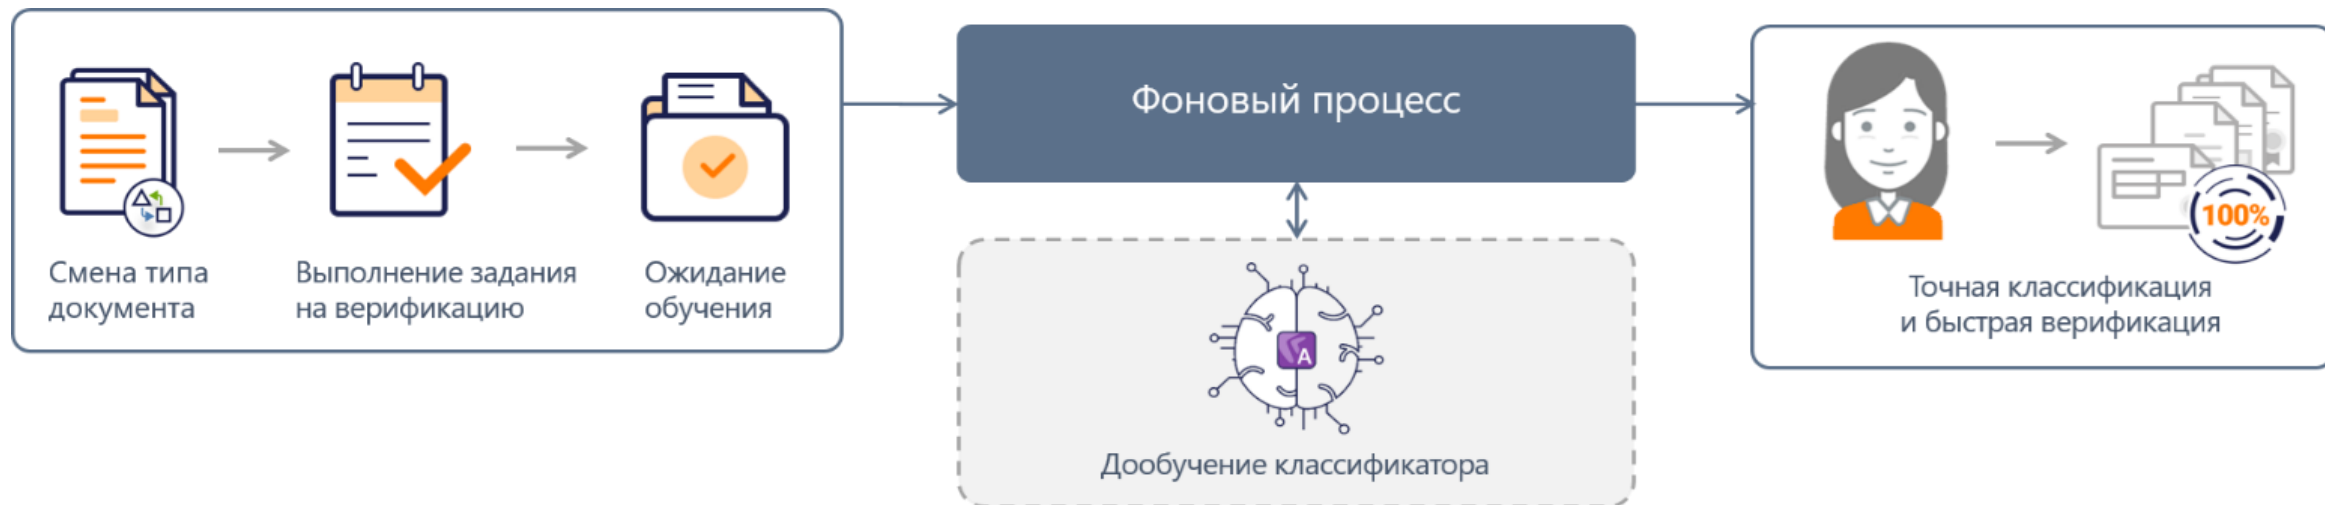 Смена типа
документа
Выполнение задания
на верификацию
Ожидание
обучения
Фоновый процесс
A
Дообучение классификатора
100%
Точная классификация
и быстрая верификация